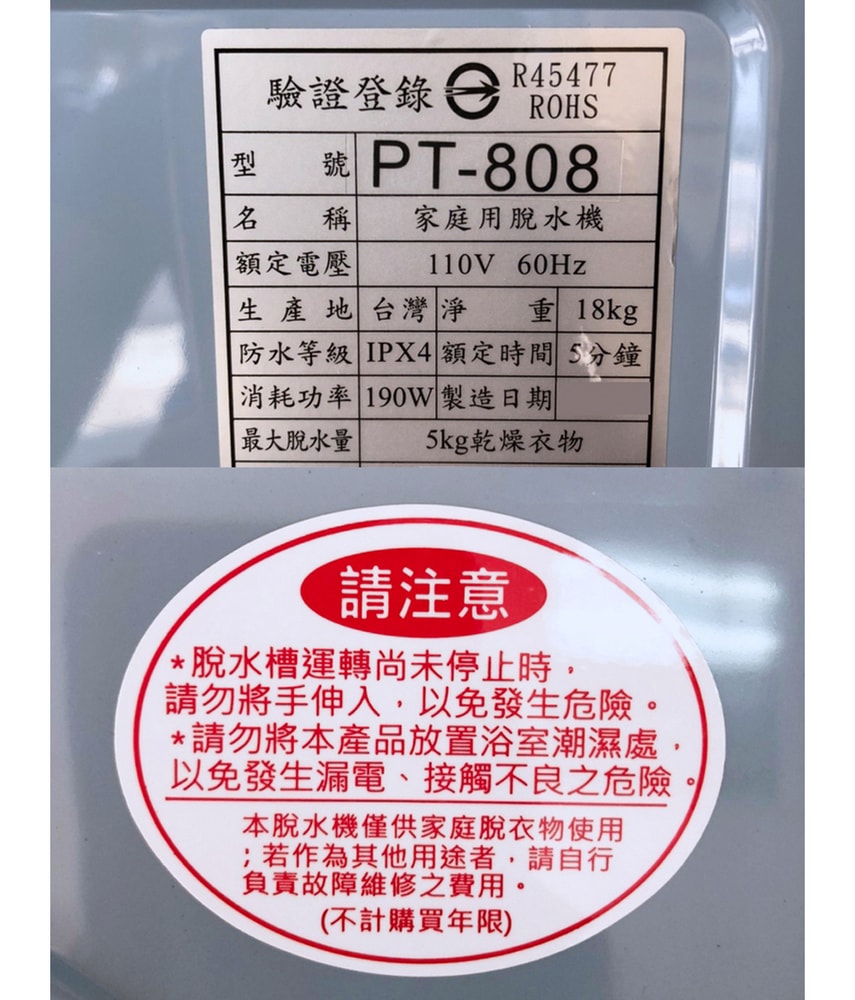 驗證登錄 R45477
ROHS
型號 PT-808
名稱 家庭用脫水機
額定電壓 110V 60Hz
生產地 台灣 淨重 18kg
防水等級 IPX4 額定時間 5分鐘
消耗功率 190W 製造日期
最大脫水量 5kg乾燥衣物
請注意
*脫水槽運轉尚未停止時，
請勿將手伸入，以免發生危險。
*請勿將本產品放置浴室潮濕處，
以免發生漏電、接觸不良之危險。
本脫水機僅供家庭脫衣物使用
；若作為其他用途者，請自行
負責故障維修之費用。
(不計購買年限)